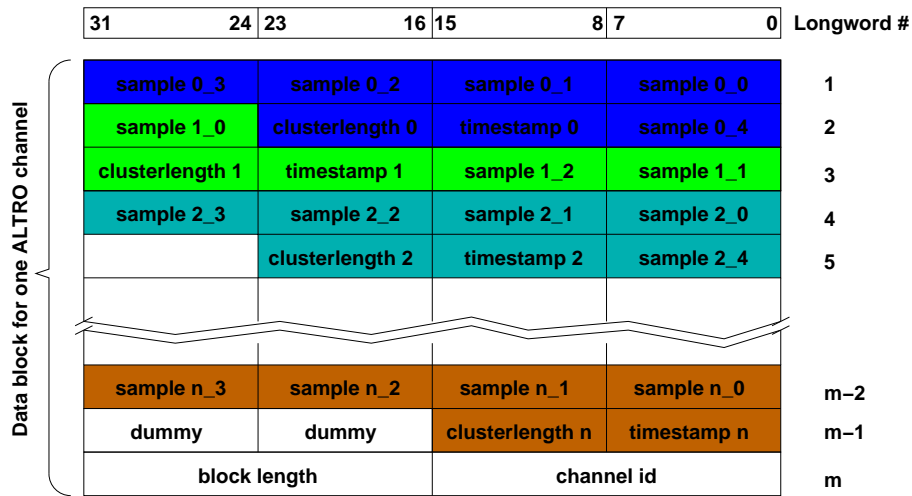 31 24 23 16 15 8 7 0 Longword #
sample 0_3 sample 0_2 sample 0_1 sample 0_0 1
sample 1_0 clusterlength 0 timestamp 0 sample 0_4 2
clusterlength 1 timestamp 1 sample 1_2 sample 1_1 3
sample 2_3 sample 2_2 sample 2_1 sample 2_0 4
clusterlength 2 timestamp 2 sample 2_4 5
sample n_3 sample n_2 sample n_1 sample n_0 m−2
dummy dummy clusterlength n timestamp n m−1
block length channel id m
Data block for one ALTRO channel